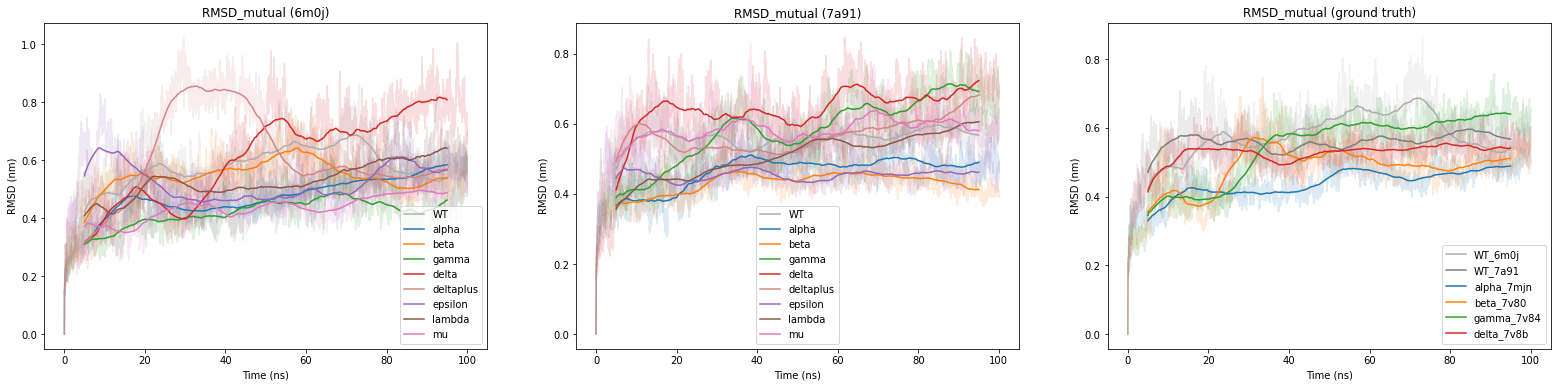 RMSD_mutual (6m0j)
1.0
0.8
0.6
0.4
0.2
0.0
RMSD (nm)
0
20
40
60
80
100
Time (ns)
WT
alpha
beta
gamma
delta
deltaplus
epsilon
lambda
mu
RMSD_mutual (7a91)
0.8
0.6
0.4
0.2
0.0
RMSD (nm)
0
20
40
60
80
100
Time (ns)
WT
alpha
beta
gamma
delta
deltaplus
epsilon
lambda
mu
RMSD_mutual (ground truth)
0.8
0.6
0.4
0.2
0.0
RMSD (nm)
0
20
40
60
80
100
Time (ns)
WT_6m0j
WT_7a91
alpha_7mjn
beta_7v80
gamma_7v84
delta_7v8b